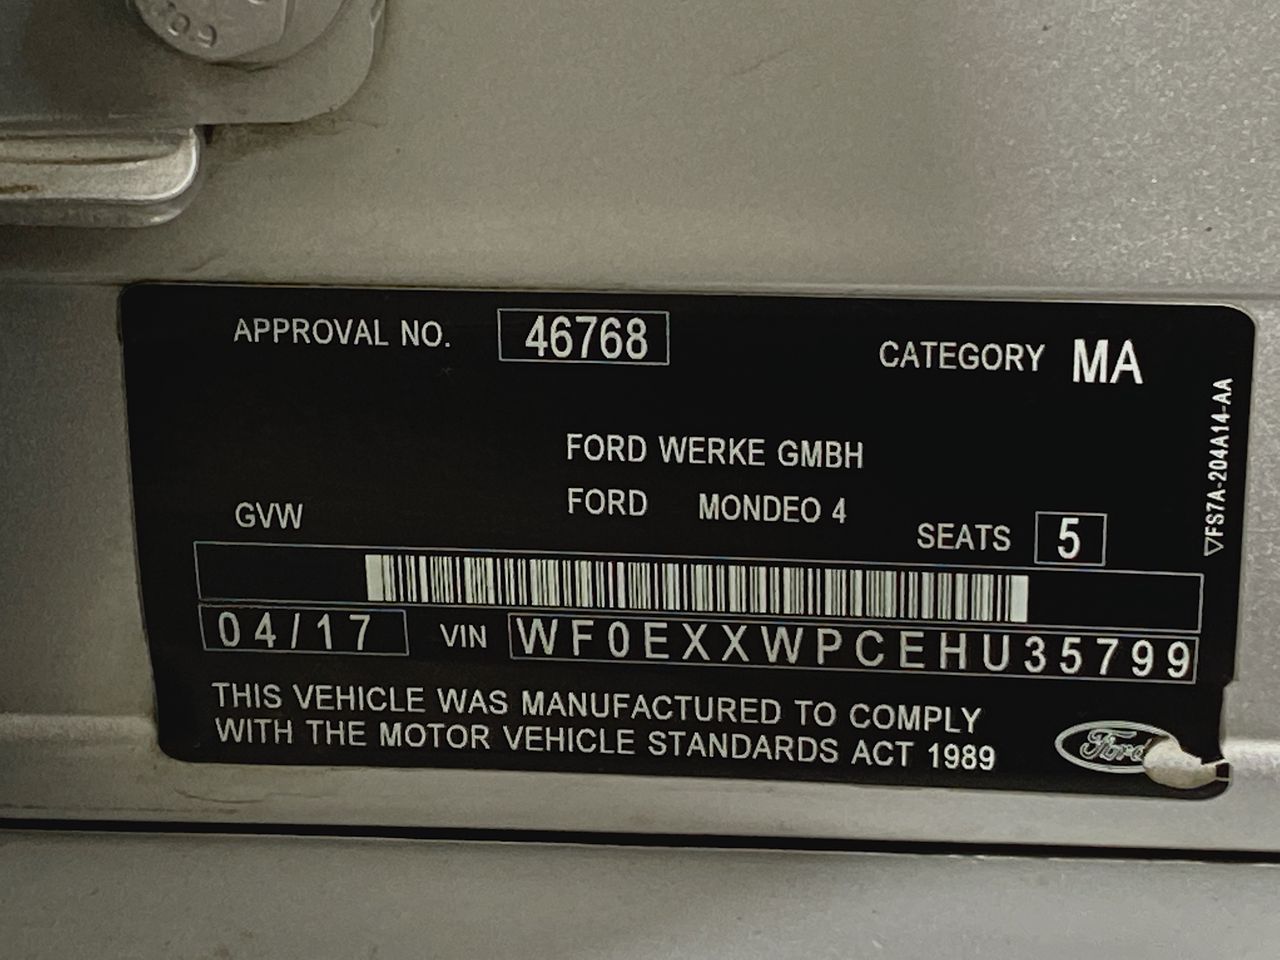 APPROVAL NO. 46768
CATEGORY MA
FORD WERKE GMBH
FORD MONDEO 4
GVW
SEATS 5
04/17 VIN WF0EXXWPCEHU35799
THIS VEHICLE WAS MANUFACTURED TO COMPLY
WITH THE MOTOR VEHICLE STANDARDS ACT 1989
Ford
▽FS7A-204A14-AA